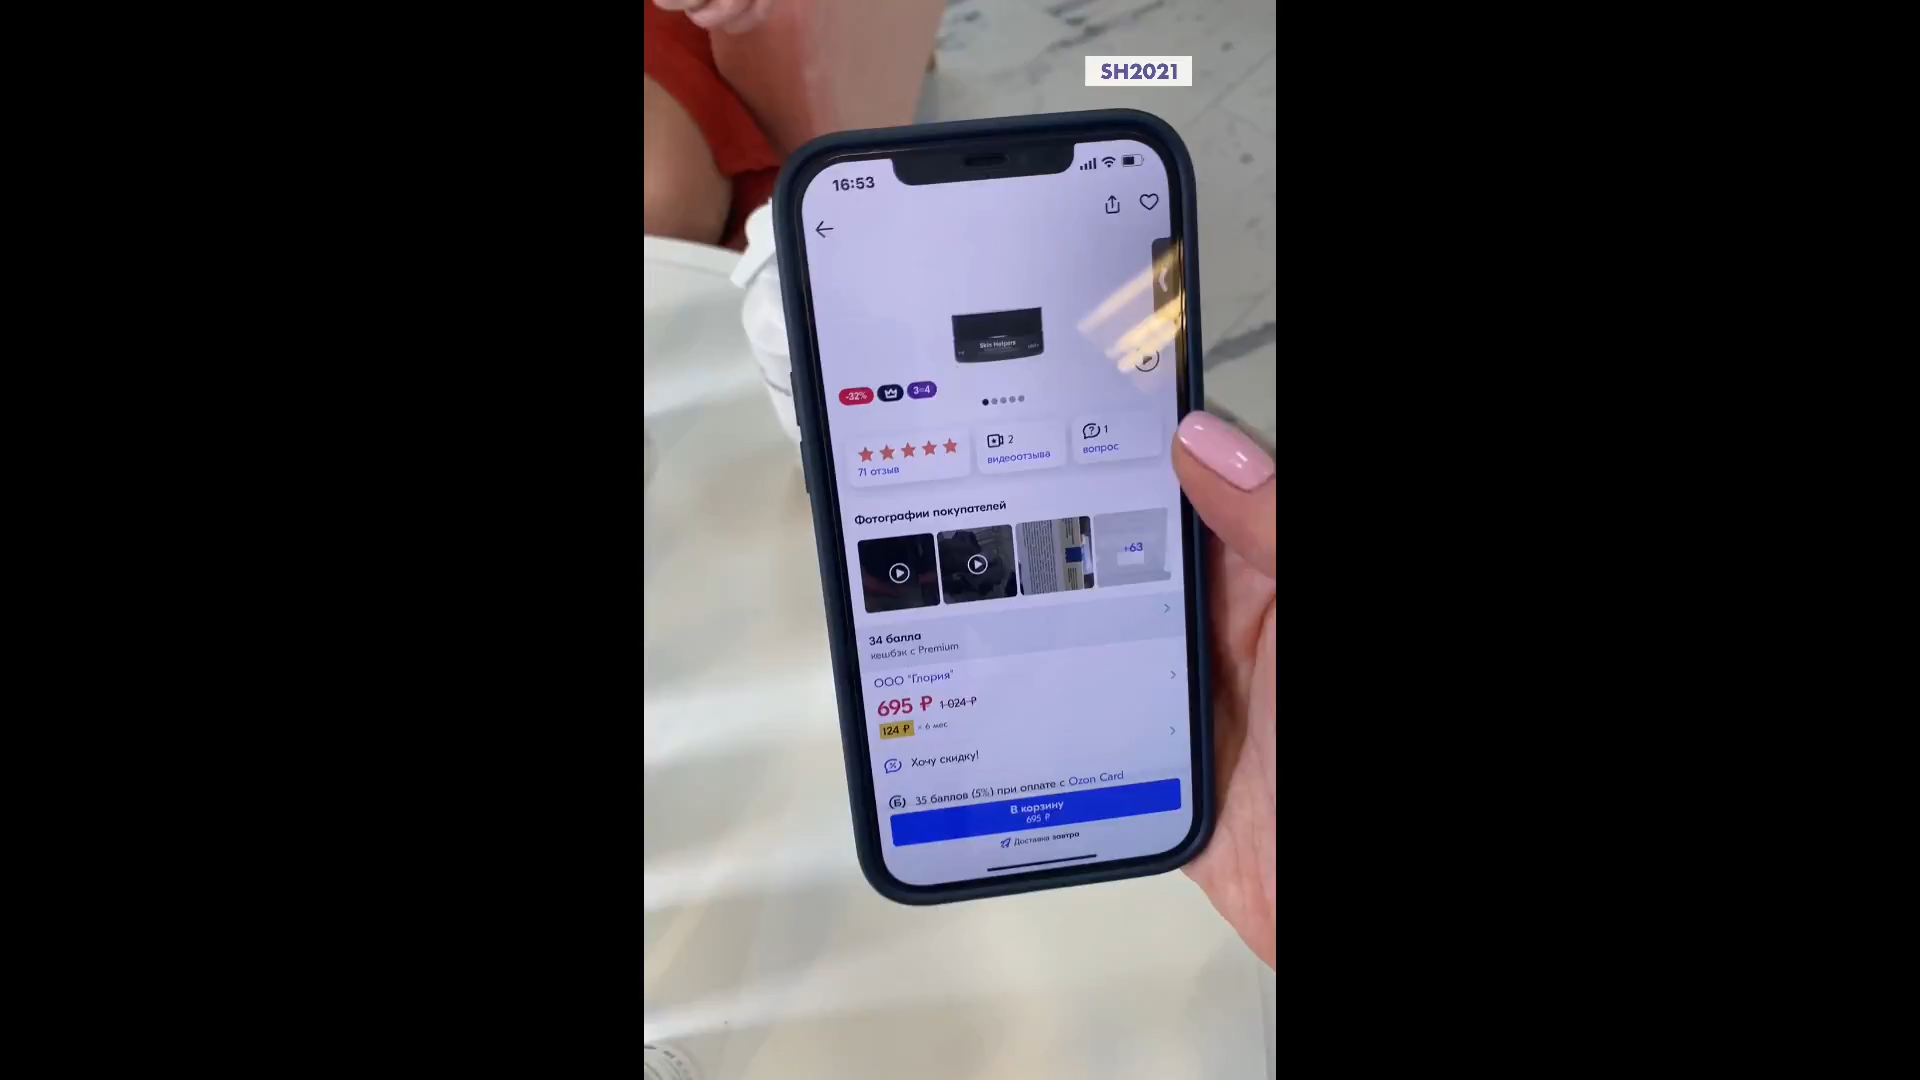 SH2021
16:53
Skin Helpers
-32%
3=4
71 отзыв
2
видеоотзыва
1
вопрос
Фотографии покупателей
+63
34 балла
кешбэк с Premium
ООО "Глория"
695 ₽ 1 024 ₽
124 ₽ × 6 мес
Хочу скидку!
35 баллов (5%) при оплате с Ozon Card
В корзину
695 ₽
Доставка завтра